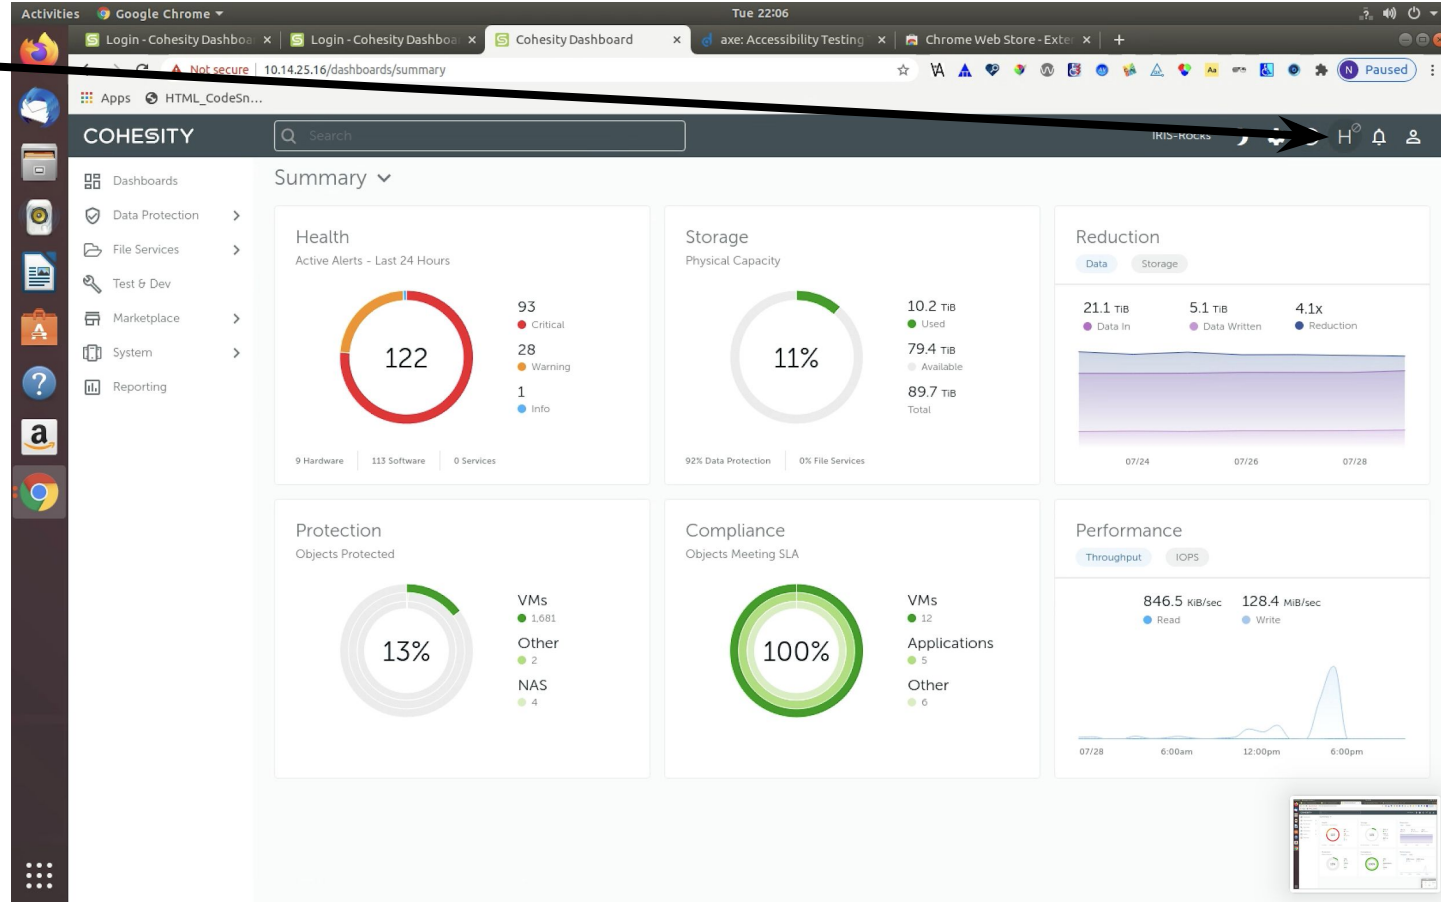 Activities Google Chrome Tue 22:06
Login - Cohesity Dashboar Login - Cohesity Dashboar Cohesity Dashboard axe: Accessibility Testing Chrome Web Store - Exter
Not secure 10.14.25.16/dashboards/summary Paused
Apps HTML_CodeSn...
COHESITY Search IRIS-Rocks H
Dashboards
Data Protection
File Services
Test & Dev
Marketplace
System
Reporting
Summary
Health
Active Alerts - Last 24 Hours
122
93
Critical
28
Warning
1
Info
9 Hardware 113 Software 0 Services
Storage
Physical Capacity
11%
10.2 TiB
Used
79.4 TiB
Available
89.7 TiB
Total
92% Data Protection 0% File Services
Reduction
Data Storage
21.1 TiB 5.1 TiB 4.1x
Data In Data Written Reduction
07/24 07/26 07/28
Protection
Objects Protected
13%
VMs
1,681
Other
2
NAS
4
Compliance
Objects Meeting SLA
100%
VMs
12
Applications
5
Other
6
Performance
Throughput IOPS
846.5 KiB/sec 128.4 MiB/sec
Read Write
07/28 6:00am 12:00pm 6:00pm